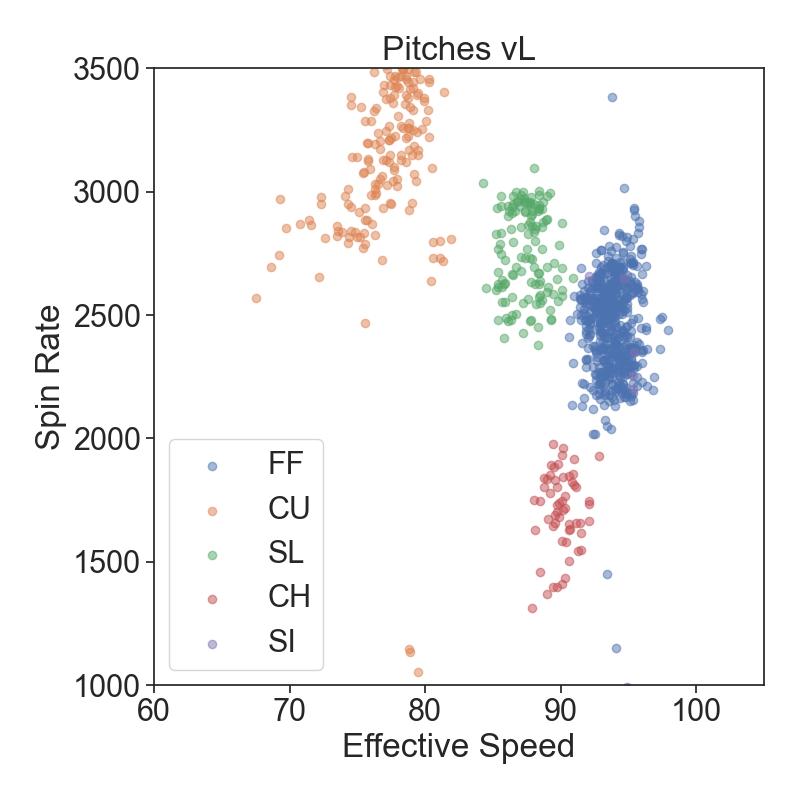 Pitches vL
3500
3000
2500
2000
1500
1000
Spin Rate
FF
CU
SL
CH
SI
60 70 80 90 100
Effective Speed